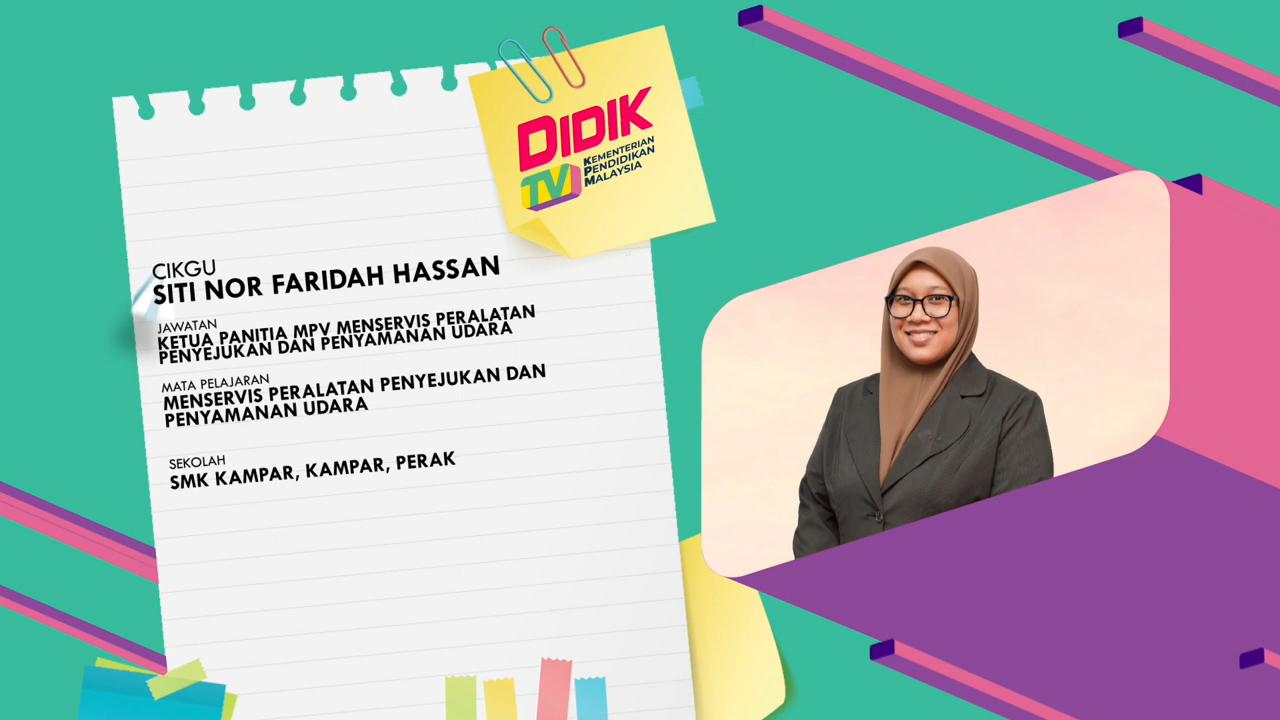 DIDIK
TV
KEMENTERIAN
PENDIDIKAN
MALAYSIA
CIKGU
SITI NOR FARIDAH HASSAN
JAWATAN
KETUA PANITIA MPV MENSERVIS PERALATAN
PENYEJUKAN DAN PENYAMANAN UDARA
MATA PELAJARAN
MENSERVIS PERALATAN PENYEJUKAN DAN
PENYAMANAN UDARA
SEKOLAH
SMK KAMPAR, KAMPAR, PERAK